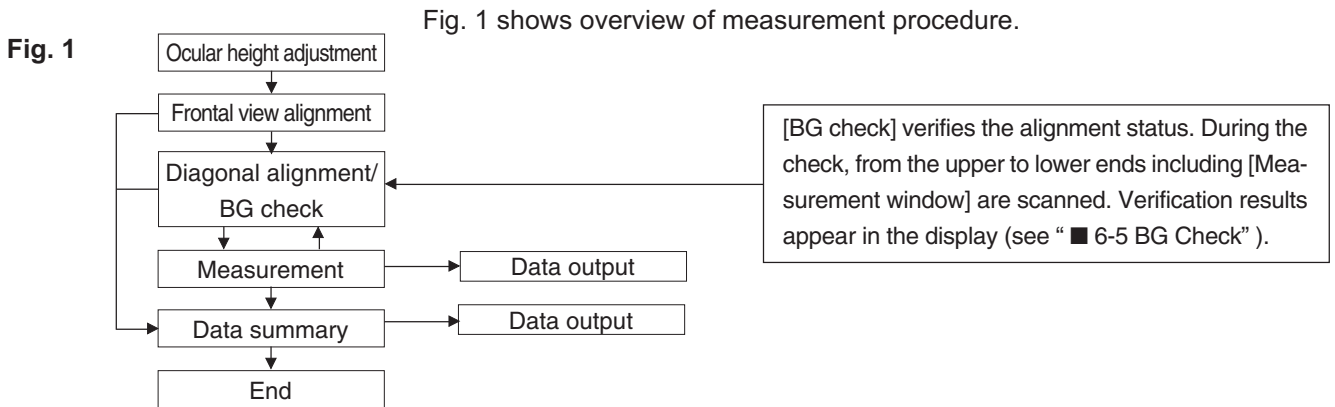 Fig. 1 shows overview of measurement procedure.
Fig. 1
Ocular height adjustment
Frontal view alignment
Diagonal alignment/
BG check
[BG check] verifies the alignment status. During the
check, from the upper to lower ends including [Mea-
surement window] are scanned. Verification results
appear in the display (see “ ■ 6-5 BG Check” ).
Measurement
Data output
Data summary
Data output
End